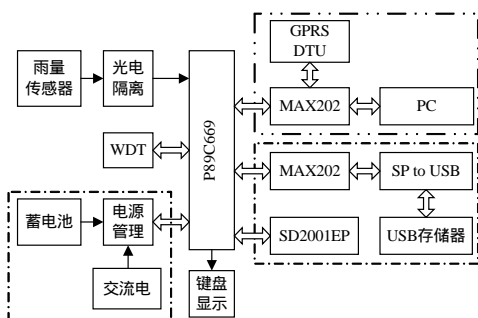 雨量
传感器
光电
隔离
WDT
蓄电池
电源
管理
交流电
P89C669
键盘
显示
GPRS
DTU
MAX202
PC
MAX202
SP to USB
SD2001EP
USB存储器